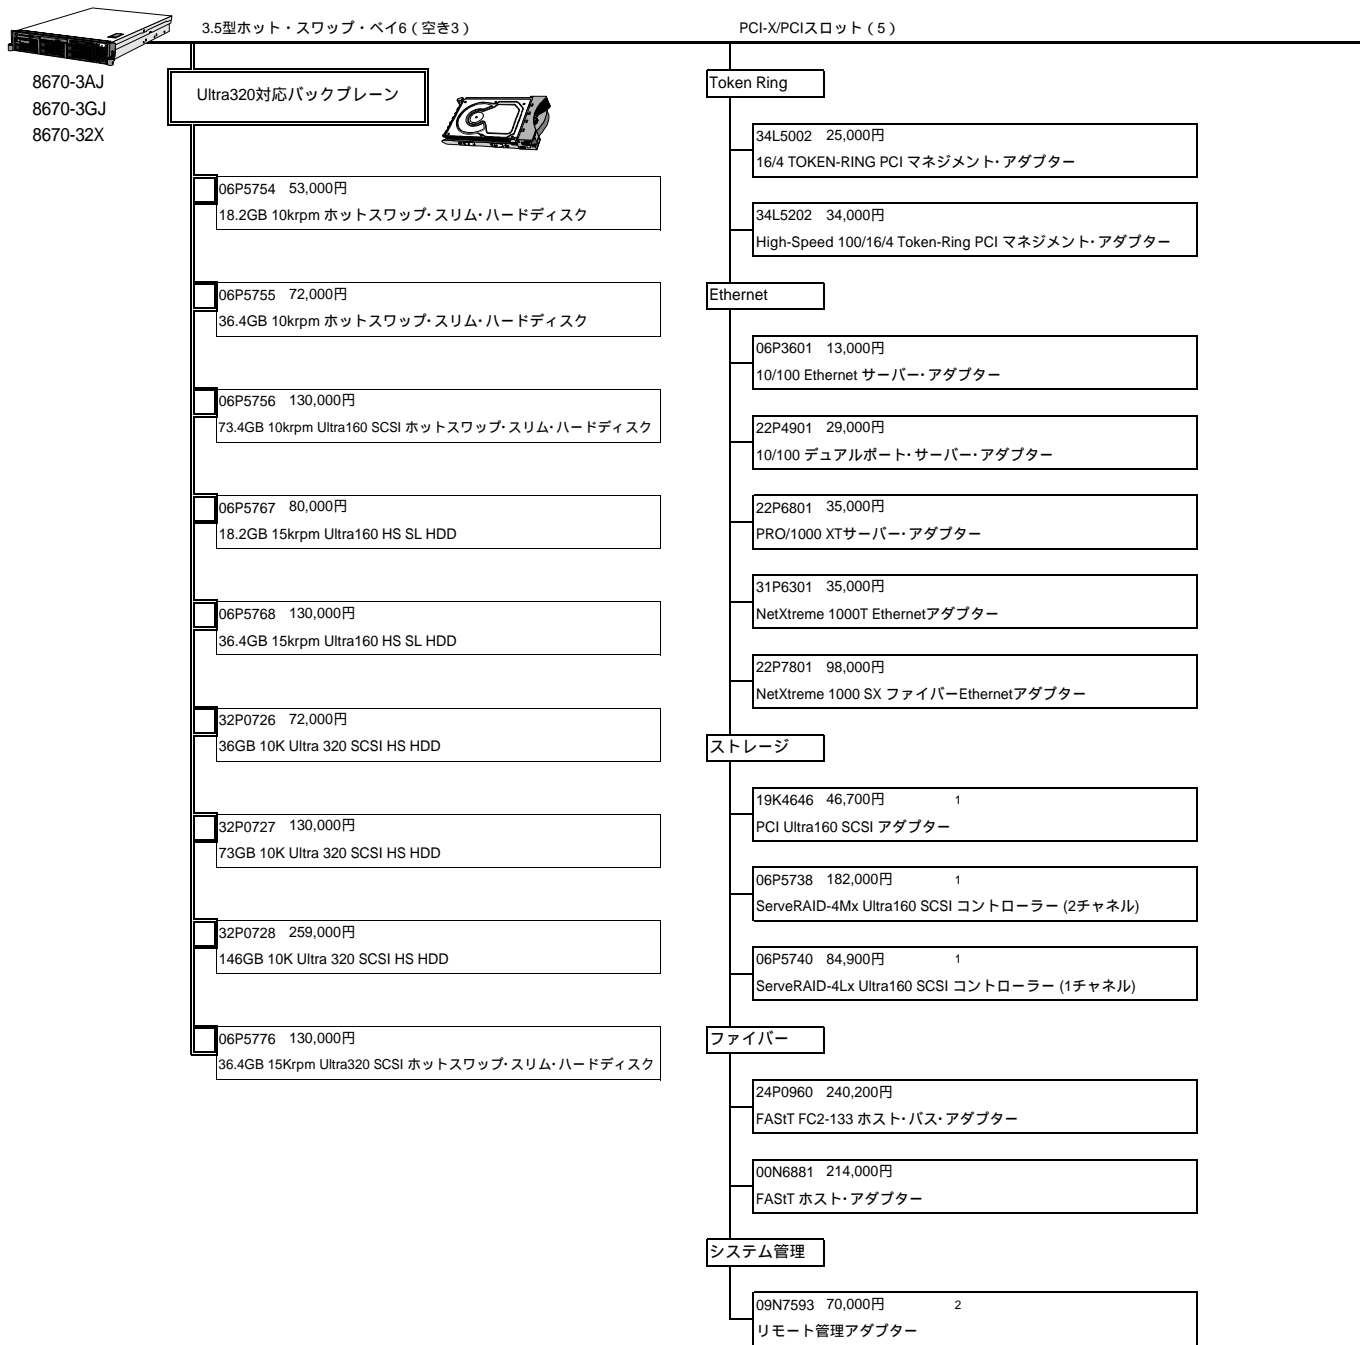 3.5型ホット・スワップ・ベイ6（空き3）
PCI-X/PCIスロット（5）
8670-3AJ
8670-3GJ
8670-32X
Ultra320対応バックプレーン
06P5754 53,000円
18.2GB 10krpm ホットスワップ・スリム・ハードディスク
06P5755 72,000円
36.4GB 10krpm ホットスワップ・スリム・ハードディスク
06P5756 130,000円
73.4GB 10krpm Ultra160 SCSI ホットスワップ・スリム・ハードディスク
06P5767 80,000円
18.2GB 15krpm Ultra160 HS SL HDD
06P5768 130,000円
36.4GB 15krpm Ultra160 HS SL HDD
32P0726 72,000円
36GB 10K Ultra 320 SCSI HS HDD
32P0727 130,000円
73GB 10K Ultra 320 SCSI HS HDD
32P0728 259,000円
146GB 10K Ultra 320 SCSI HS HDD
06P5776 130,000円
36.4GB 15Krpm Ultra320 SCSI ホットスワップ・スリム・ハードディスク
Token Ring
34L5002 25,000円
16/4 TOKEN-RING PCI マネジメント・アダプター
34L5202 34,000円
High-Speed 100/16/4 Token-Ring PCI マネジメント・アダプター
Ethernet
06P3601 13,000円
10/100 Ethernet サーバー・アダプター
22P4901 29,000円
10/100 デュアルポート・サーバー・アダプター
22P6801 35,000円
PRO/1000 XTサーバー・アダプター
31P6301 35,000円
NetXtreme 1000T Ethernetアダプター
22P7801 98,000円
NetXtreme 1000 SX ファイバーEthernetアダプター
ストレージ
19K4646 46,700円 1
PCI Ultra160 SCSI アダプター
06P5738 182,000円 1
ServeRAID-4Mx Ultra160 SCSI コントローラー (2チャネル)
06P5740 84,900円 1
ServeRAID-4Lx Ultra160 SCSI コントローラー (1チャネル)
ファイバー
24P0960 240,200円
FAStT FC2-133 ホスト・バス・アダプター
00N6881 214,000円
FAStT ホスト・アダプター
システム管理
09N7593 70,000円 2
リモート管理アダプター